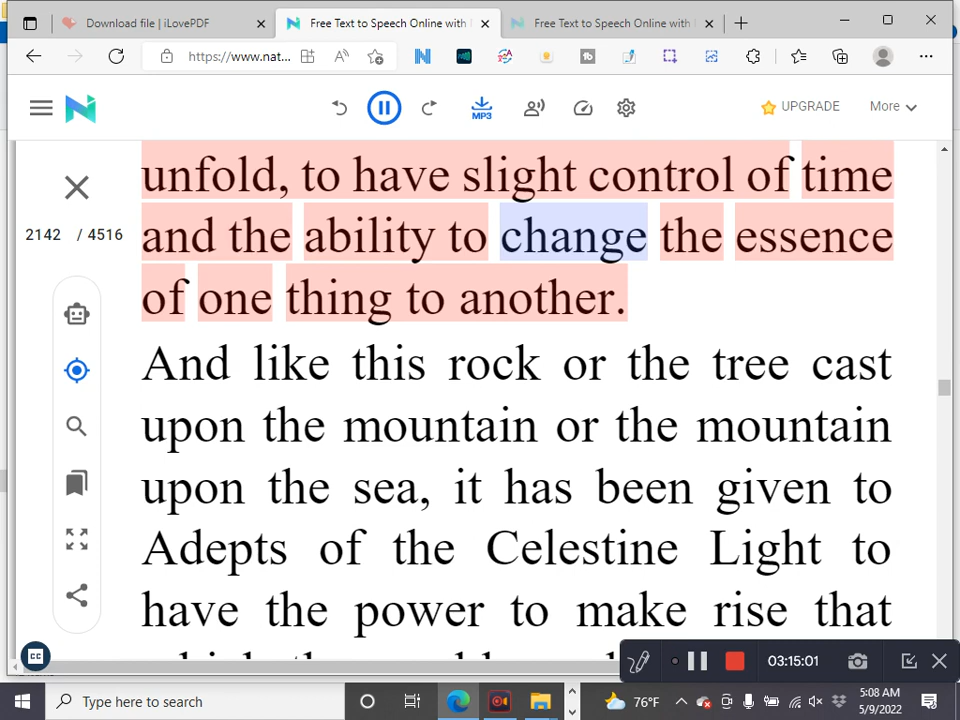 Download file | iLovePDF
Free Text to Speech Online with
Free Text to Speech Online with
https://www.nat...
UPGRADE
More
MP3
2142 / 4516
unfold, to have slight control of time
and the ability to change the essence
of one thing to another.
And like this rock or the tree cast
upon the mountain or the mountain
upon the sea, it has been given to
Adepts of the Celestine Light to
have the power to make rise that
CC
03:15:01
Type here to search
76°F
5:08 AM
5/9/2022